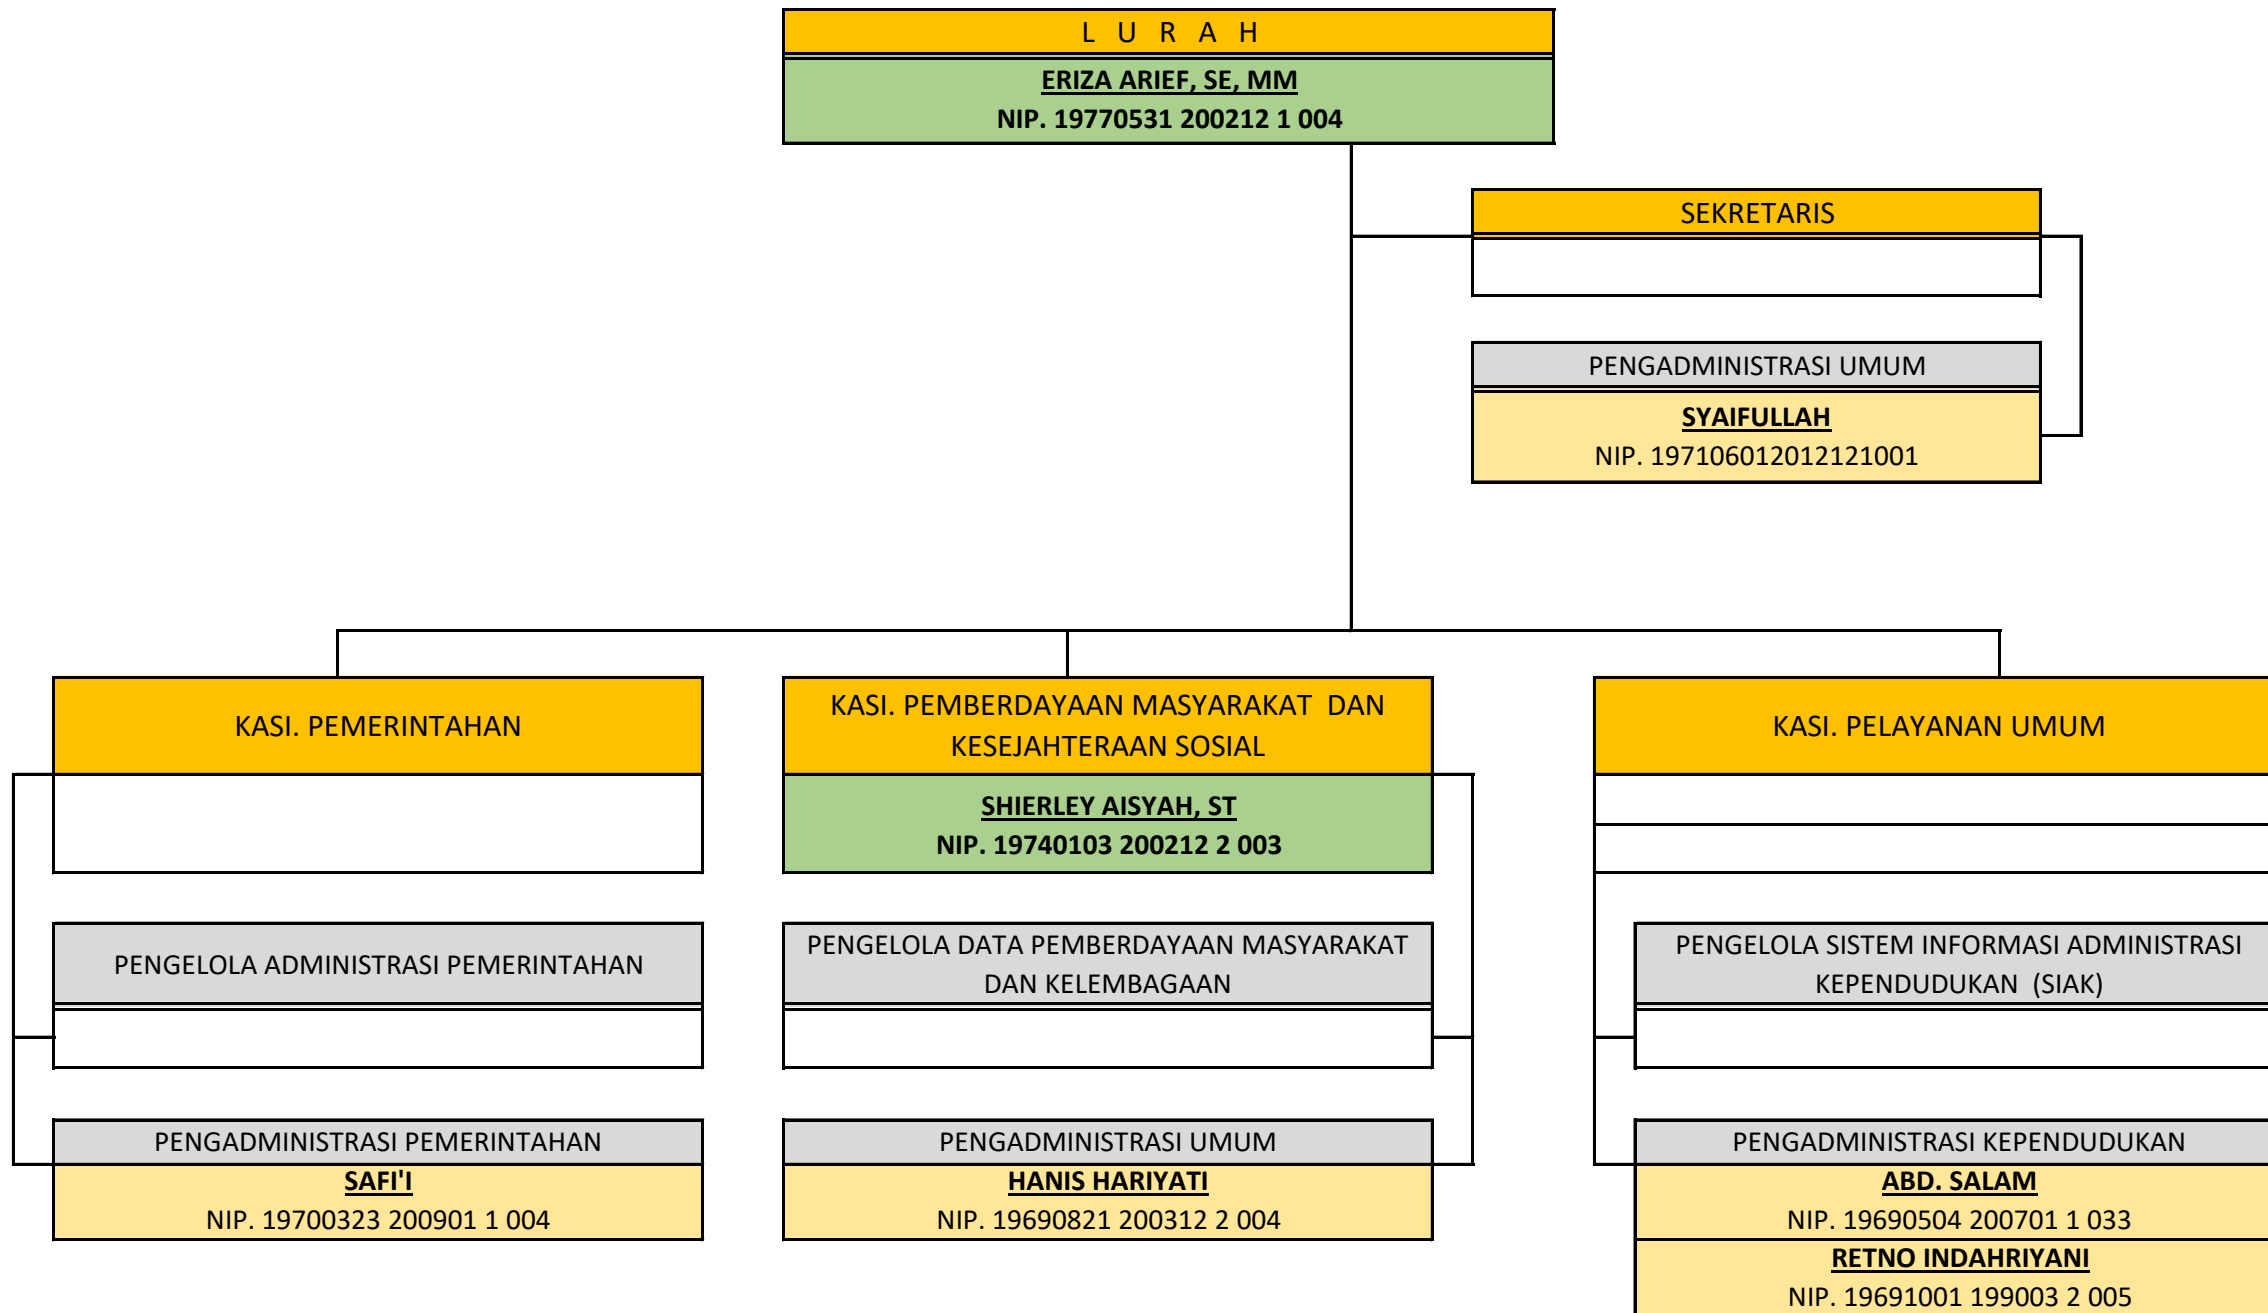 L U R A H
ERIZA ARIEF, SE, MM
NIP. 19770531 200212 1 004
SEKRETARIS
PENGADMINISTRASI UMUM
SYAIFULLAH
NIP. 197106012012121001
KASI. PEMERINTAHAN
KASI. PEMBERDAYAAN MASYARAKAT DAN
KESEJAHTERAAN SOSIAL
SHIERLEY AISYAH, ST
NIP. 19740103 200212 2 003
KASI. PELAYANAN UMUM
PENGELOLA ADMINISTRASI PEMERINTAHAN
PENGELOLA DATA PEMBERDAYAAN MASYARAKAT
DAN KELEMBAGAAN
PENGELOLA SISTEM INFORMASI ADMINISTRASI
KEPENDUDUKAN (SIAK)
PENGADMINISTRASI PEMERINTAHAN
SAFI'I
NIP. 19700323 200901 1 004
PENGADMINISTRASI UMUM
HANIS HARIYATI
NIP. 19690821 200312 2 004
PENGADMINISTRASI KEPENDUDUKAN
ABD. SALAM
NIP. 19690504 200701 1 033
RETNO INDAHRIYANI
NIP. 19691001 199003 2 005